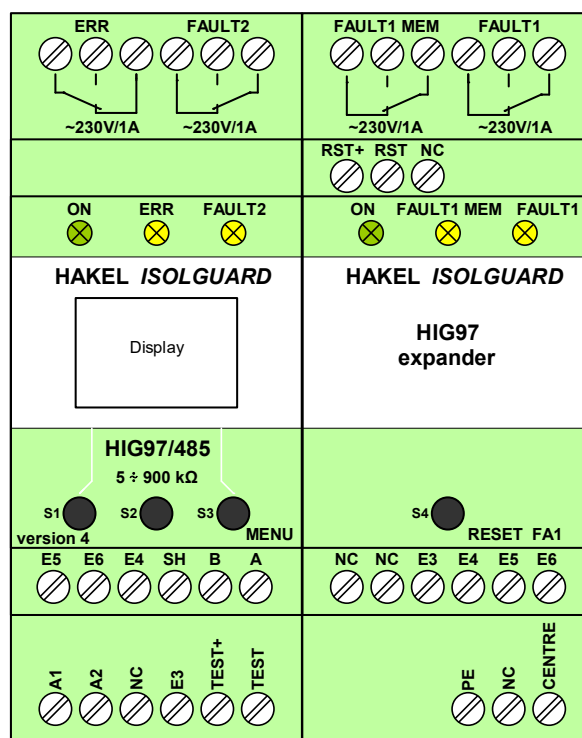 ERR FAULT2
~230V/1A ~230V/1A
ON ERR FAULT2
HAKEL ISOLGUARD
Display
HIG97/485
5 ÷ 900 kΩ
S1 S2 S3
version 4 MENU
E5 E6 E4 SH B A
A1 A2 NC E3 TEST+ TEST
FAULT1 MEM FAULT1
~230V/1A ~230V/1A
RST+ RST NC
ON FAULT1 MEM FAULT1
HAKEL ISOLGUARD
HIG97
expander
S4
RESET FA1
NC NC E3 E4 E5 E6
PE NC CENTRE